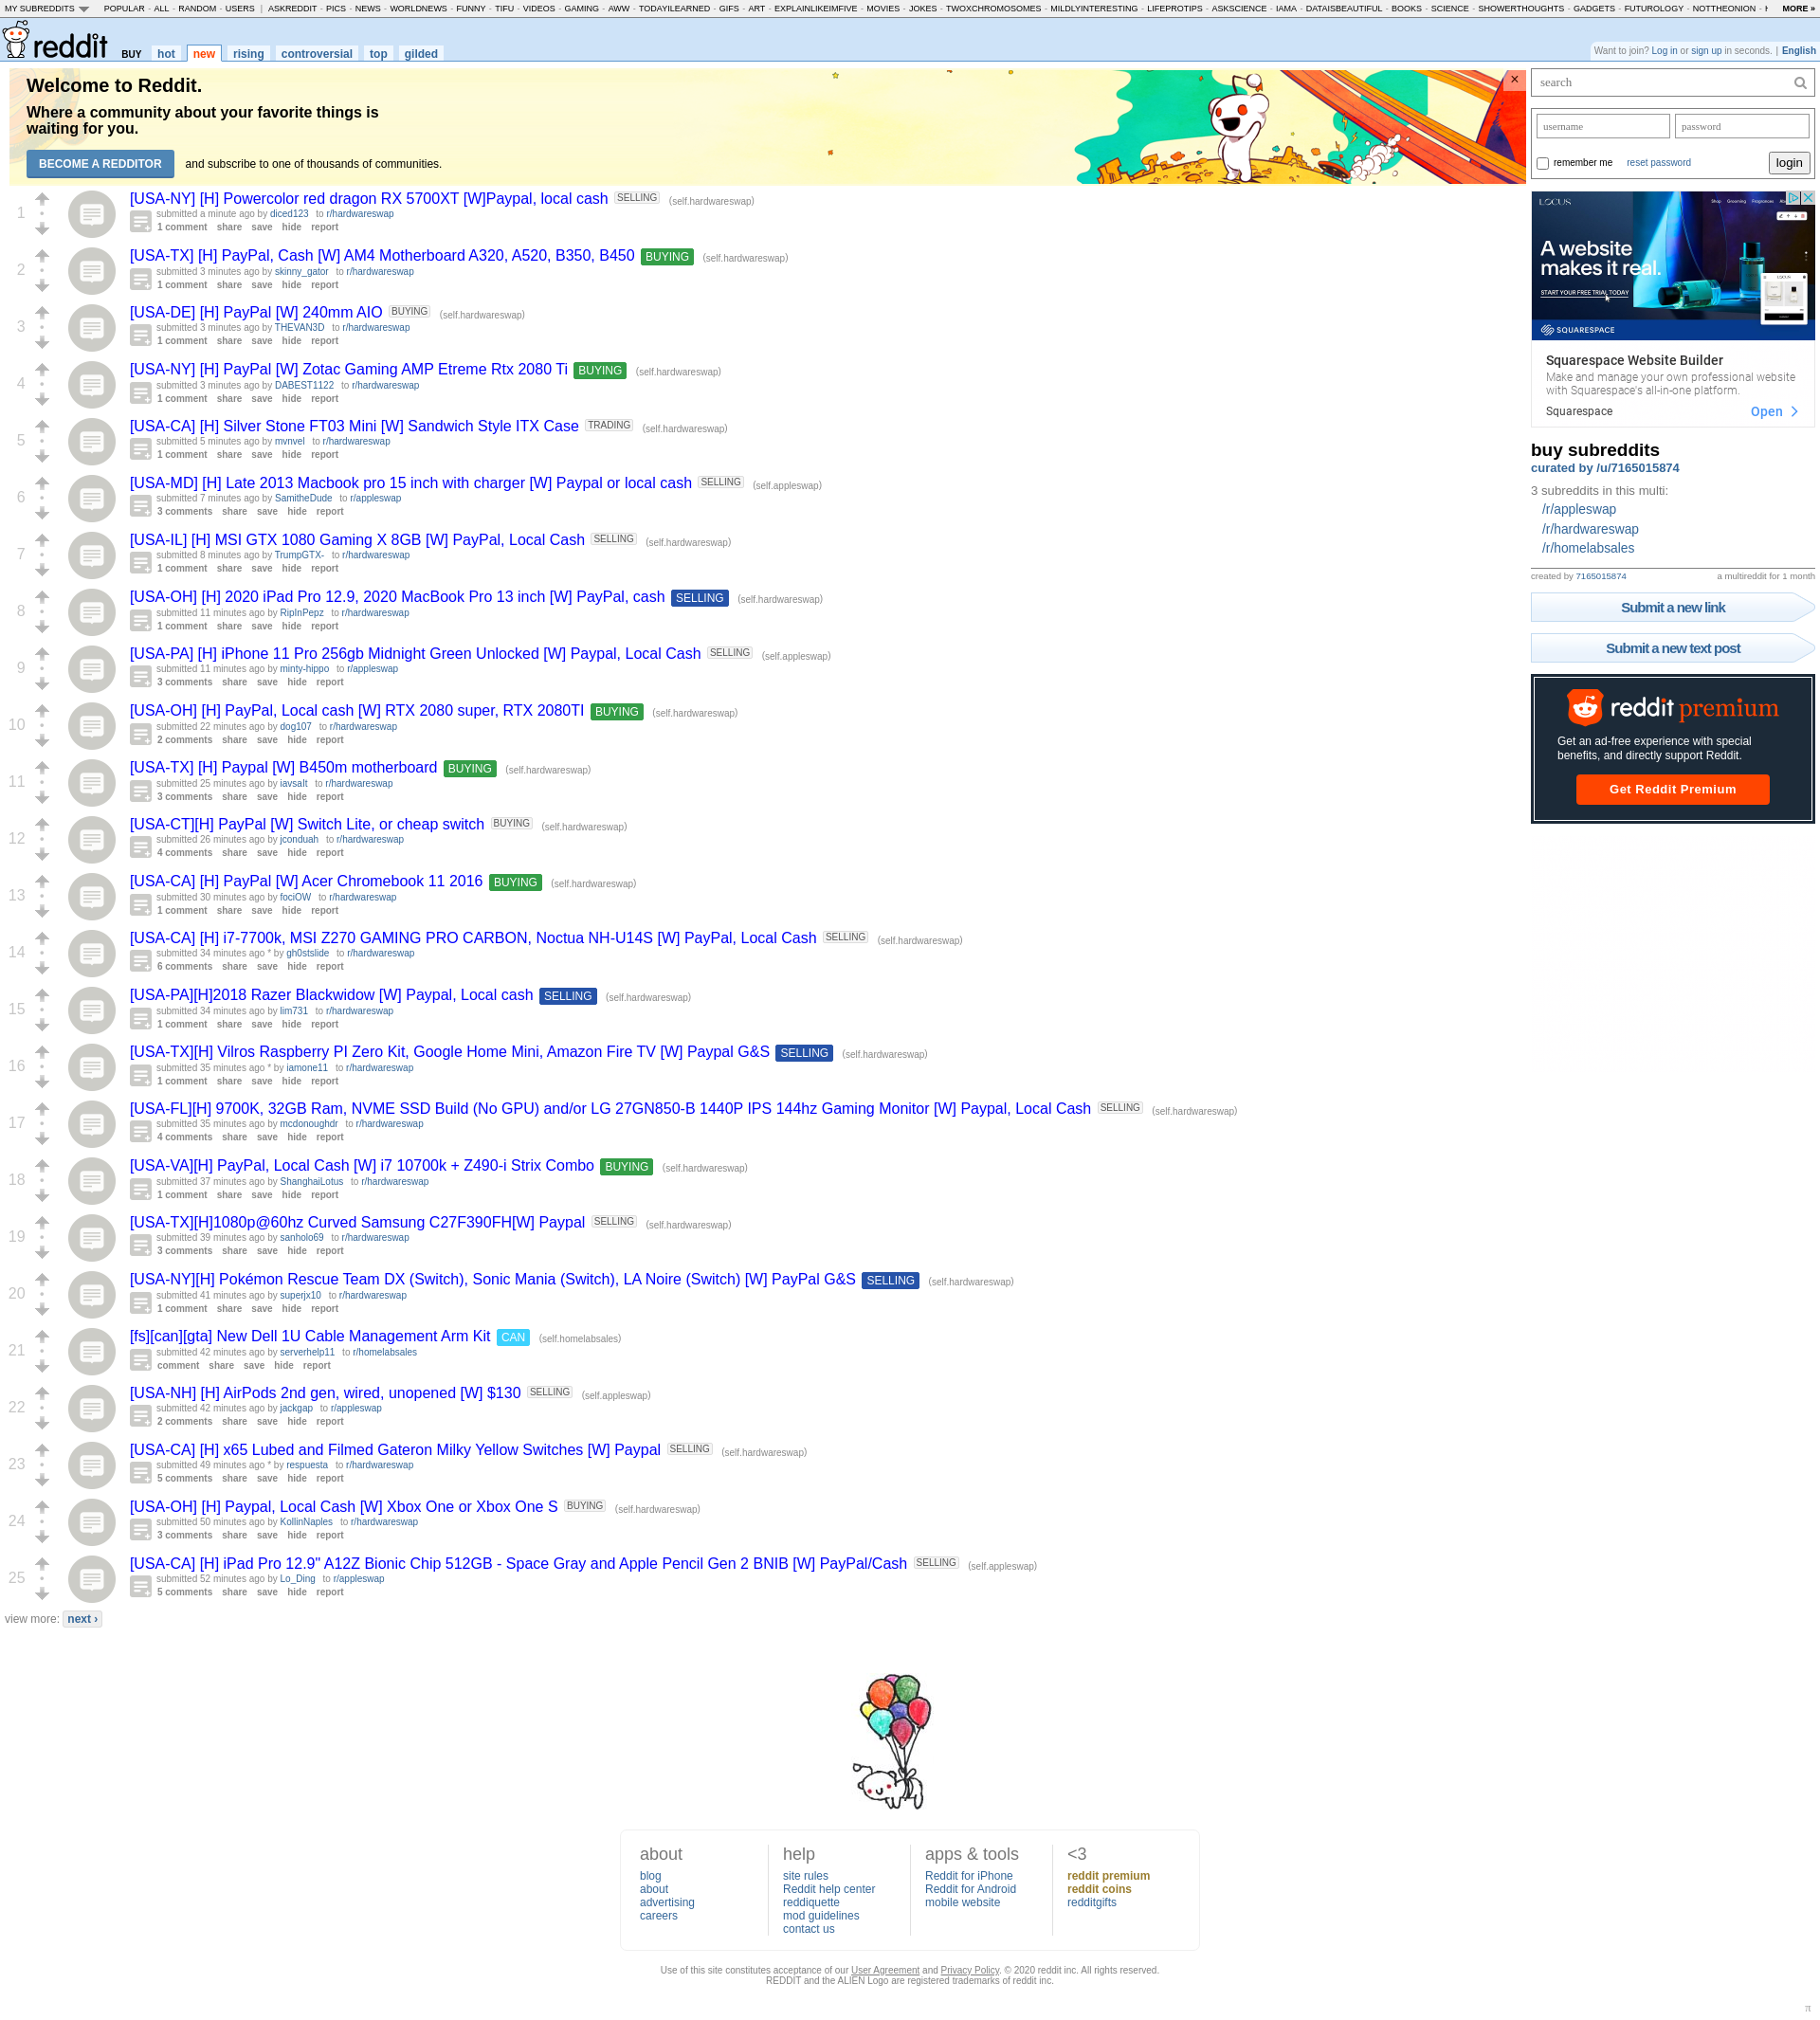 MY SUBREDDITS POPULAR - ALL - RANDOM - USERS | ASKREDDIT - PICS - NEWS - WORLDNEWS - FUNNY - TIFU - VIDEOS - GAMING - AWW - TODAYILEARNED - GIFS - ART - EXPLAINLIKEIMFIVE - MOVIES - JOKES - TWOXCHROMOSOMES - MILDLYINTERESTING - LIFEPROTIPS - ASKSCIENCE - IAMA - DATAISBEAUTIFUL - BOOKS - SCIENCE - SHOWERTHOUGHTS - GADGETS - FUTUROLOGY - NOTTHEONION - MORE »
reddit BUY hot new rising controversial top gilded
Want to join? Log in or sign up in seconds. | English
Welcome to Reddit.
Where a community about your favorite things is
waiting for you.
BECOME A REDDITOR and subscribe to one of thousands of communities.
×
1
[USA-NY] [H] Powercolor red dragon RX 5700XT [W]Paypal, local cash SELLING (self.hardwareswap)
submitted a minute ago by diced123 to r/hardwareswap
1 comment share save hide report
2
[USA-TX] [H] PayPal, Cash [W] AM4 Motherboard A320, A520, B350, B450 BUYING (self.hardwareswap)
submitted 3 minutes ago by skinny_gator to r/hardwareswap
1 comment share save hide report
3
[USA-DE] [H] PayPal [W] 240mm AIO BUYING (self.hardwareswap)
submitted 3 minutes ago by THEVAN3D to r/hardwareswap
1 comment share save hide report
4
[USA-NY] [H] PayPal [W] Zotac Gaming AMP Etreme Rtx 2080 Ti BUYING (self.hardwareswap)
submitted 3 minutes ago by DABEST1122 to r/hardwareswap
1 comment share save hide report
5
[USA-CA] [H] Silver Stone FT03 Mini [W] Sandwich Style ITX Case TRADING (self.hardwareswap)
submitted 5 minutes ago by mvnvel to r/hardwareswap
1 comment share save hide report
6
[USA-MD] [H] Late 2013 Macbook pro 15 inch with charger [W] Paypal or local cash SELLING (self.appleswap)
submitted 7 minutes ago by SamitheDude to r/appleswap
3 comments share save hide report
7
[USA-IL] [H] MSI GTX 1080 Gaming X 8GB [W] PayPal, Local Cash SELLING (self.hardwareswap)
submitted 8 minutes ago by TrumpGTX- to r/hardwareswap
1 comment share save hide report
8
[USA-OH] [H] 2020 iPad Pro 12.9, 2020 MacBook Pro 13 inch [W] PayPal, cash SELLING (self.hardwareswap)
submitted 11 minutes ago by RipInPepz to r/hardwareswap
1 comment share save hide report
9
[USA-PA] [H] iPhone 11 Pro 256gb Midnight Green Unlocked [W] Paypal, Local Cash SELLING (self.appleswap)
submitted 11 minutes ago by minty-hippo to r/appleswap
3 comments share save hide report
10
[USA-OH] [H] PayPal, Local cash [W] RTX 2080 super, RTX 2080TI BUYING (self.hardwareswap)
submitted 22 minutes ago by dog107 to r/hardwareswap
2 comments share save hide report
11
[USA-TX] [H] Paypal [W] B450m motherboard BUYING (self.hardwareswap)
submitted 25 minutes ago by iavsalt to r/hardwareswap
3 comments share save hide report
12
[USA-CT][H] PayPal [W] Switch Lite, or cheap switch BUYING (self.hardwareswap)
submitted 26 minutes ago by jconduah to r/hardwareswap
4 comments share save hide report
13
[USA-CA] [H] PayPal [W] Acer Chromebook 11 2016 BUYING (self.hardwareswap)
submitted 30 minutes ago by fociOW to r/hardwareswap
1 comment share save hide report
14
[USA-CA] [H] i7-7700k, MSI Z270 GAMING PRO CARBON, Noctua NH-U14S [W] PayPal, Local Cash SELLING (self.hardwareswap)
submitted 34 minutes ago * by gh0stslide to r/hardwareswap
6 comments share save hide report
15
[USA-PA][H]2018 Razer Blackwidow [W] Paypal, Local cash SELLING (self.hardwareswap)
submitted 34 minutes ago by lim731 to r/hardwareswap
1 comment share save hide report
16
[USA-TX][H] Vilros Raspberry PI Zero Kit, Google Home Mini, Amazon Fire TV [W] Paypal G&S SELLING (self.hardwareswap)
submitted 35 minutes ago * by iamone11 to r/hardwareswap
1 comment share save hide report
17
[USA-FL][H] 9700K, 32GB Ram, NVME SSD Build (No GPU) and/or LG 27GN850-B 1440P IPS 144hz Gaming Monitor [W] Paypal, Local Cash SELLING (self.hardwareswap)
submitted 35 minutes ago by mcdonoughdr to r/hardwareswap
4 comments share save hide report
18
[USA-VA][H] PayPal, Local Cash [W] i7 10700k + Z490-i Strix Combo BUYING (self.hardwareswap)
submitted 37 minutes ago by ShanghaiLotus to r/hardwareswap
1 comment share save hide report
19
[USA-TX][H]1080p@60hz Curved Samsung C27F390FH[W] Paypal SELLING (self.hardwareswap)
submitted 39 minutes ago by sanholo69 to r/hardwareswap
3 comments share save hide report
20
[USA-NY][H] Pokémon Rescue Team DX (Switch), Sonic Mania (Switch), LA Noire (Switch) [W] PayPal G&S SELLING (self.hardwareswap)
submitted 41 minutes ago by superjx10 to r/hardwareswap
1 comment share save hide report
21
[fs][can][gta] New Dell 1U Cable Management Arm Kit CAN (self.homelabsales)
submitted 42 minutes ago by serverhelp11 to r/homelabsales
comment share save hide report
22
[USA-NH] [H] AirPods 2nd gen, wired, unopened [W] $130 SELLING (self.appleswap)
submitted 42 minutes ago by jackgap to r/appleswap
2 comments share save hide report
23
[USA-CA] [H] x65 Lubed and Filmed Gateron Milky Yellow Switches [W] Paypal SELLING (self.hardwareswap)
submitted 49 minutes ago * by respuesta to r/hardwareswap
5 comments share save hide report
24
[USA-OH] [H] Paypal, Local Cash [W] Xbox One or Xbox One S BUYING (self.hardwareswap)
submitted 50 minutes ago by KollinNaples to r/hardwareswap
3 comments share save hide report
25
[USA-CA] [H] iPad Pro 12.9" A12Z Bionic Chip 512GB - Space Gray and Apple Pencil Gen 2 BNIB [W] PayPal/Cash SELLING (self.appleswap)
submitted 52 minutes ago by Lo_Ding to r/appleswap
5 comments share save hide report
view more: next ›
search
username password
remember me reset password login
LOCUS
Shop Grooming Fragrances
A website
makes it real.
START YOUR FREE TRIAL TODAY
SQUARESPACE
Squarespace Website Builder
Make and manage your own professional website
with Squarespace's all-in-one platform.
Squarespace Open
buy subreddits
curated by /u/7165015874
3 subreddits in this multi:
/r/appleswap
/r/hardwareswap
/r/homelabsales
created by 7165015874 a multireddit for 1 month
Submit a new link
Submit a new text post
reddit premium
Get an ad-free experience with special
benefits, and directly support Reddit.
Get Reddit Premium
about
blog
about
advertising
careers
help
site rules
Reddit help center
reddiquette
mod guidelines
contact us
apps & tools
Reddit for iPhone
Reddit for Android
mobile website
<3
reddit premium
reddit coins
redditgifts
Use of this site constitutes acceptance of our User Agreement and Privacy Policy. © 2020 reddit inc. All rights reserved.
REDDIT and the ALIEN Logo are registered trademarks of reddit inc.
π